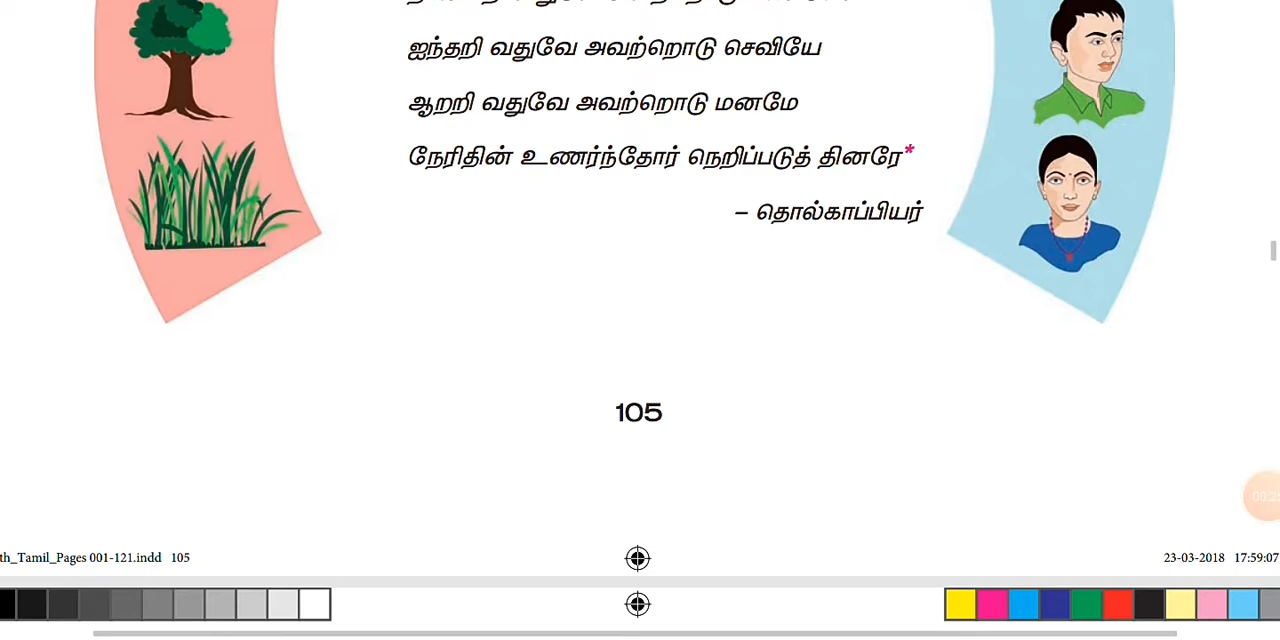 ஐந்தறி வதுவே அவற்றொடு செவியே
ஆறறி வதுவே அவற்றொடு மனமே
நேரிதின் உணர்ந்தோர் நெறிப்படுத் தினரே*
– தொல்காப்பியர்
105
th_Tamil_Pages 001-121.indd 105
23-03-2018 17:59:07